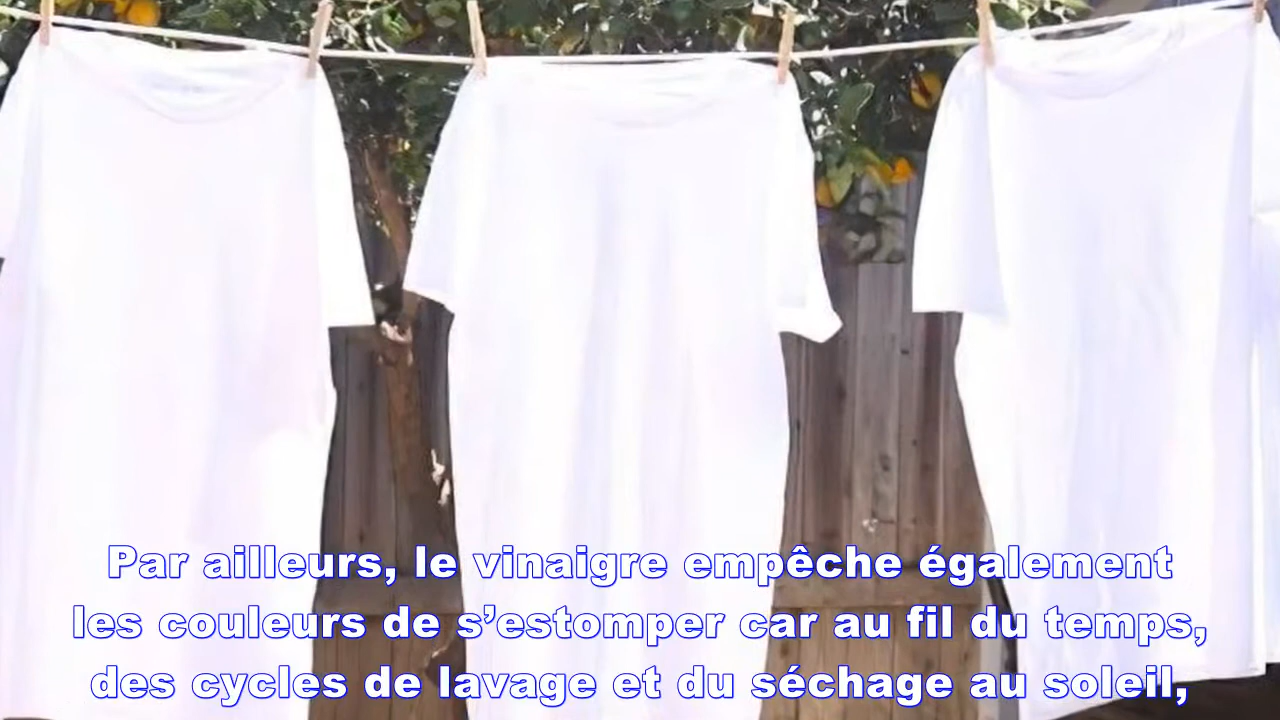 Par ailleurs, le vinaigre empêche également
les couleurs de s’estomper car au fil du temps,
des cycles de lavage et du séchage au soleil,